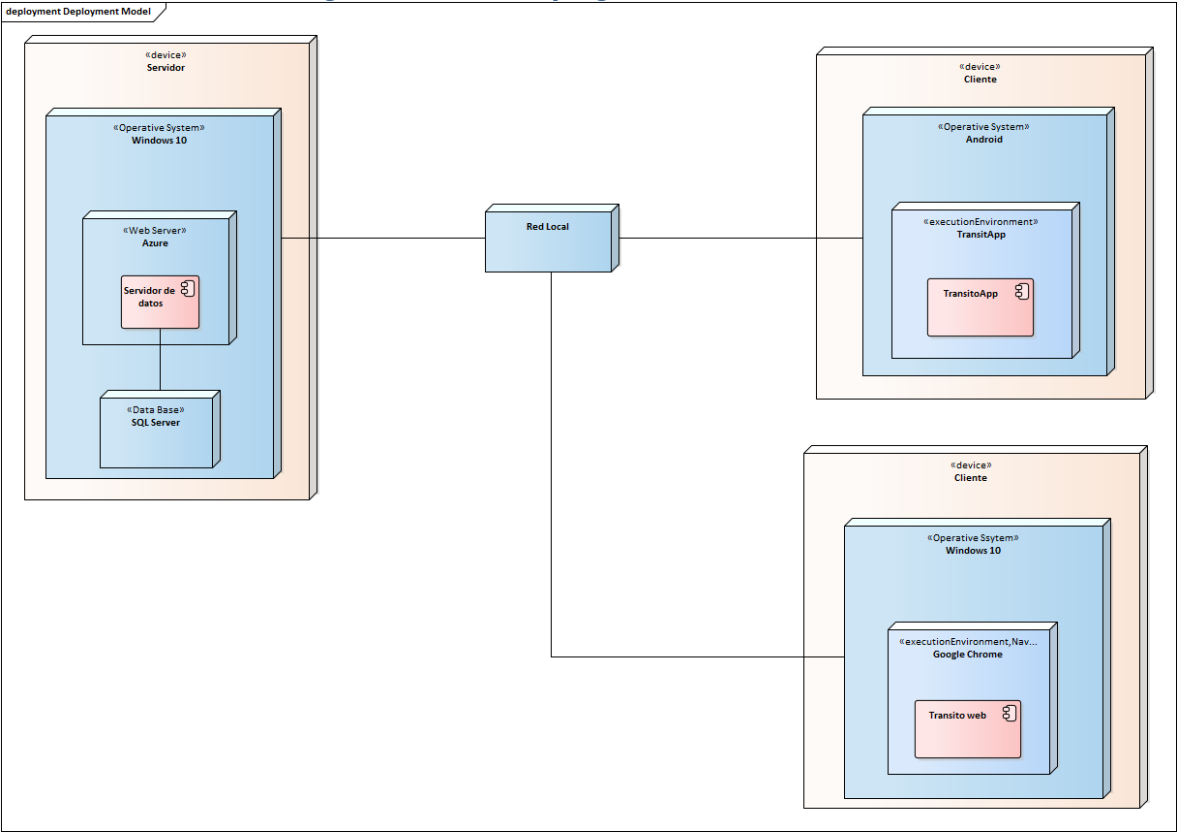 deployment Deployment Model
«device»
Servidor
«Operative System»
Windows 10
«Web Server»
Azure
Servidor de
datos
«Data Base»
SQL Server
Red Local
«device»
Cliente
«Operative System»
Android
«executionEnvironment»
TransitApp
TransitoApp
«device»
Cliente
«Operative Ssytem»
Windows 10
«executionEnvironment,Nav...
Google Chrome
Transito web